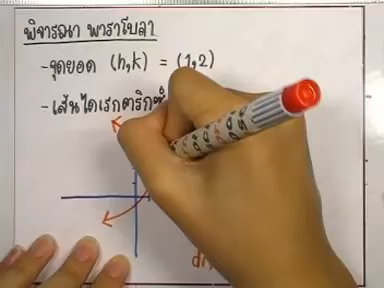 พิจารณา พาราโบลา
-จุดยอด (h,k) = (1,2)
-เส้นไดเรกตริกซ์